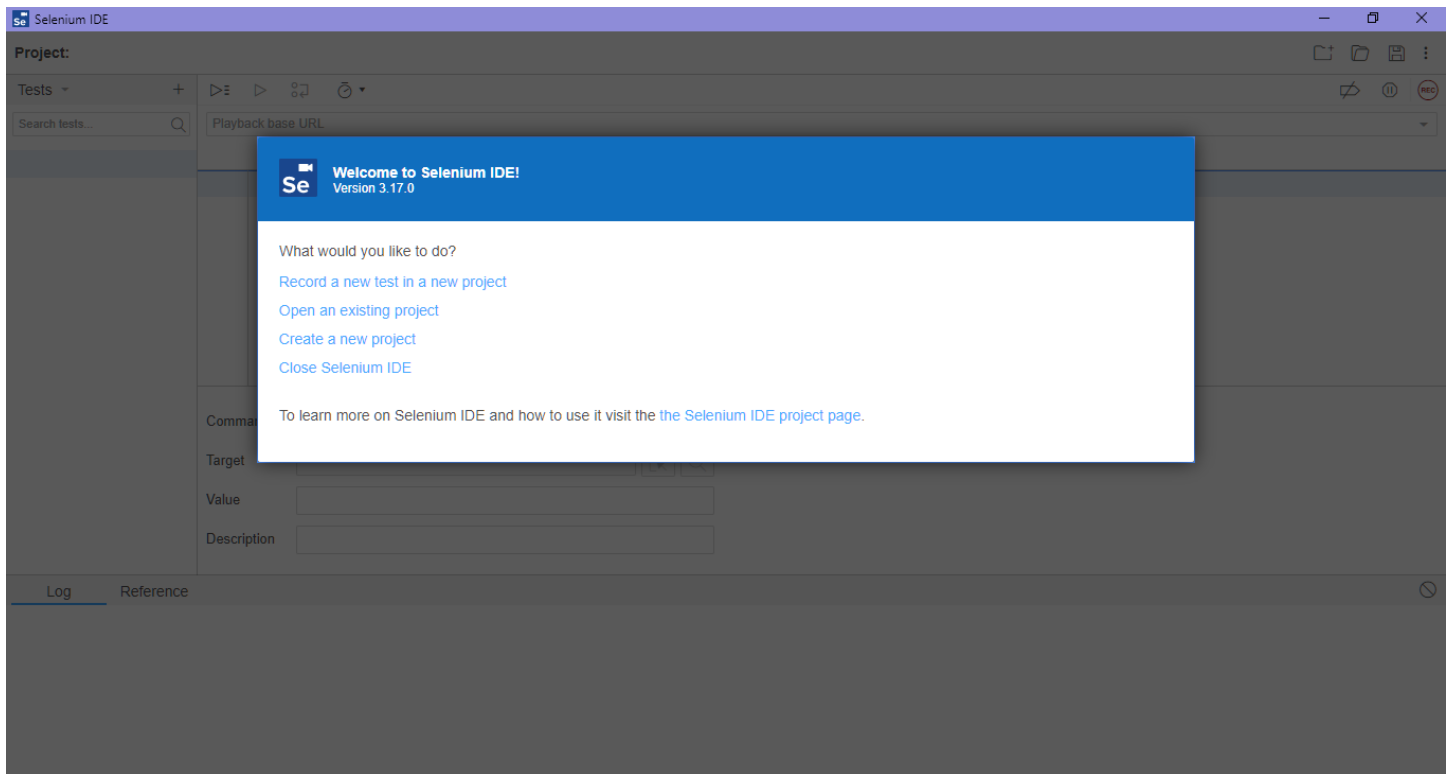 Se Selenium IDE
Project:
Tests
Search tests...
Playback base URL
REC
Se
Welcome to Selenium IDE!
Version 3.17.0
What would you like to do?
Record a new test in a new project
Open an existing project
Create a new project
Close Selenium IDE
To learn more on Selenium IDE and how to use it visit the the Selenium IDE project page.
Target
Value
Description
Log Reference